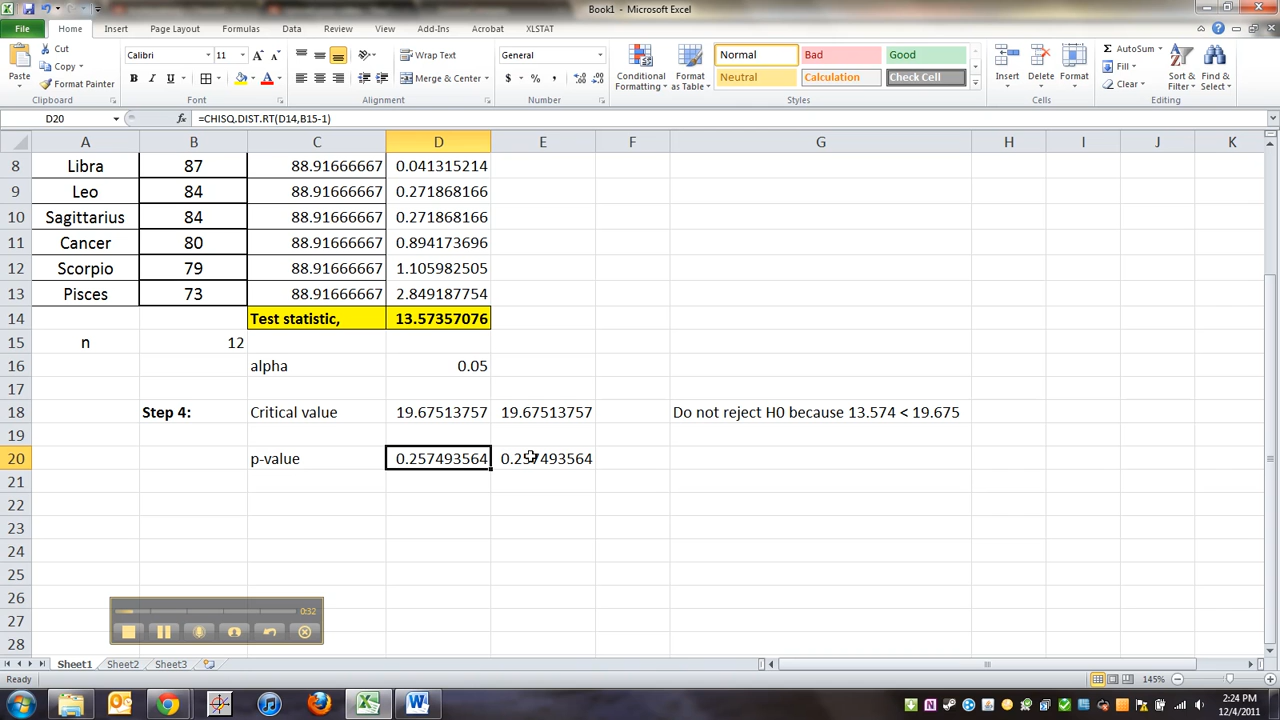 Book1 - Microsoft Excel
File Home Insert Page Layout Formulas Data Review View Add-Ins Acrobat XLSTAT
Paste
Cut
Copy
Format Painter
Clipboard
Calibri 11
B I U
Font
Wrap Text
Merge & Center
Alignment
General
$ % ,
Number
Conditional Formatting
Format as Table
Normal Bad Good
Neutral Calculation Check Cell
Styles
Insert Delete Format
Cells
AutoSum
Fill
Clear
Sort & Filter
Find & Select
Editing
D20 fx =CHISQ.DIST.RT(D14,B15-1)
A B C D E F G H I J K
8 Libra 87 88.91666667 0.041315214
9 Leo 84 88.91666667 0.271868166
10 Sagittarius 84 88.91666667 0.271868166
11 Cancer 80 88.91666667 0.894173696
12 Scorpio 79 88.91666667 1.105982505
13 Pisces 73 88.91666667 2.849187754
14 Test statistic, 13.57357076
15 n 12
16 alpha 0.05
17
18 Step 4: Critical value 19.67513757 19.67513757 Do not reject H0 because 13.574 < 19.675
19
20 p-value 0.257493564 0.257493564
21
22
23
24
25
26
27
28
0:32
Sheet1 Sheet2 Sheet3
Ready 145%
2:24 PM
12/4/2011